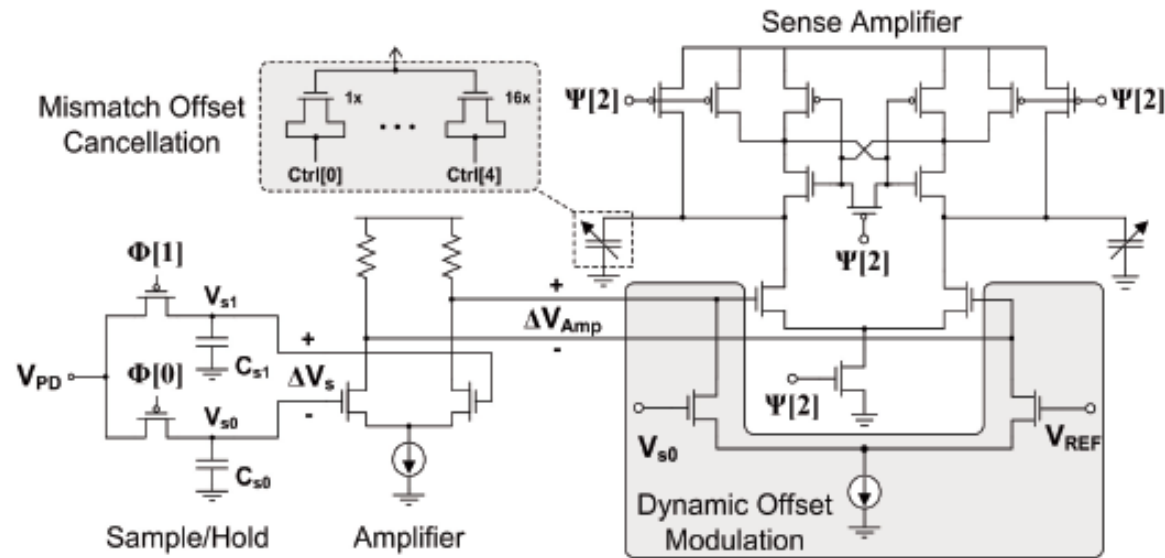 Sense Amplifier
Mismatch Offset
Cancellation
1x
16x
Ctrl[0]
Ctrl[4]
Ψ[2]
Ψ[2]
Ψ[2]
Φ[1]
Vs1
Cs1
VPD
Φ[0]
Vs0
Cs0
+
ΔVs
-
+
ΔVAmp
-
Ψ[2]
Vs0
VREF
Dynamic Offset
Modulation
Sample/Hold
Amplifier